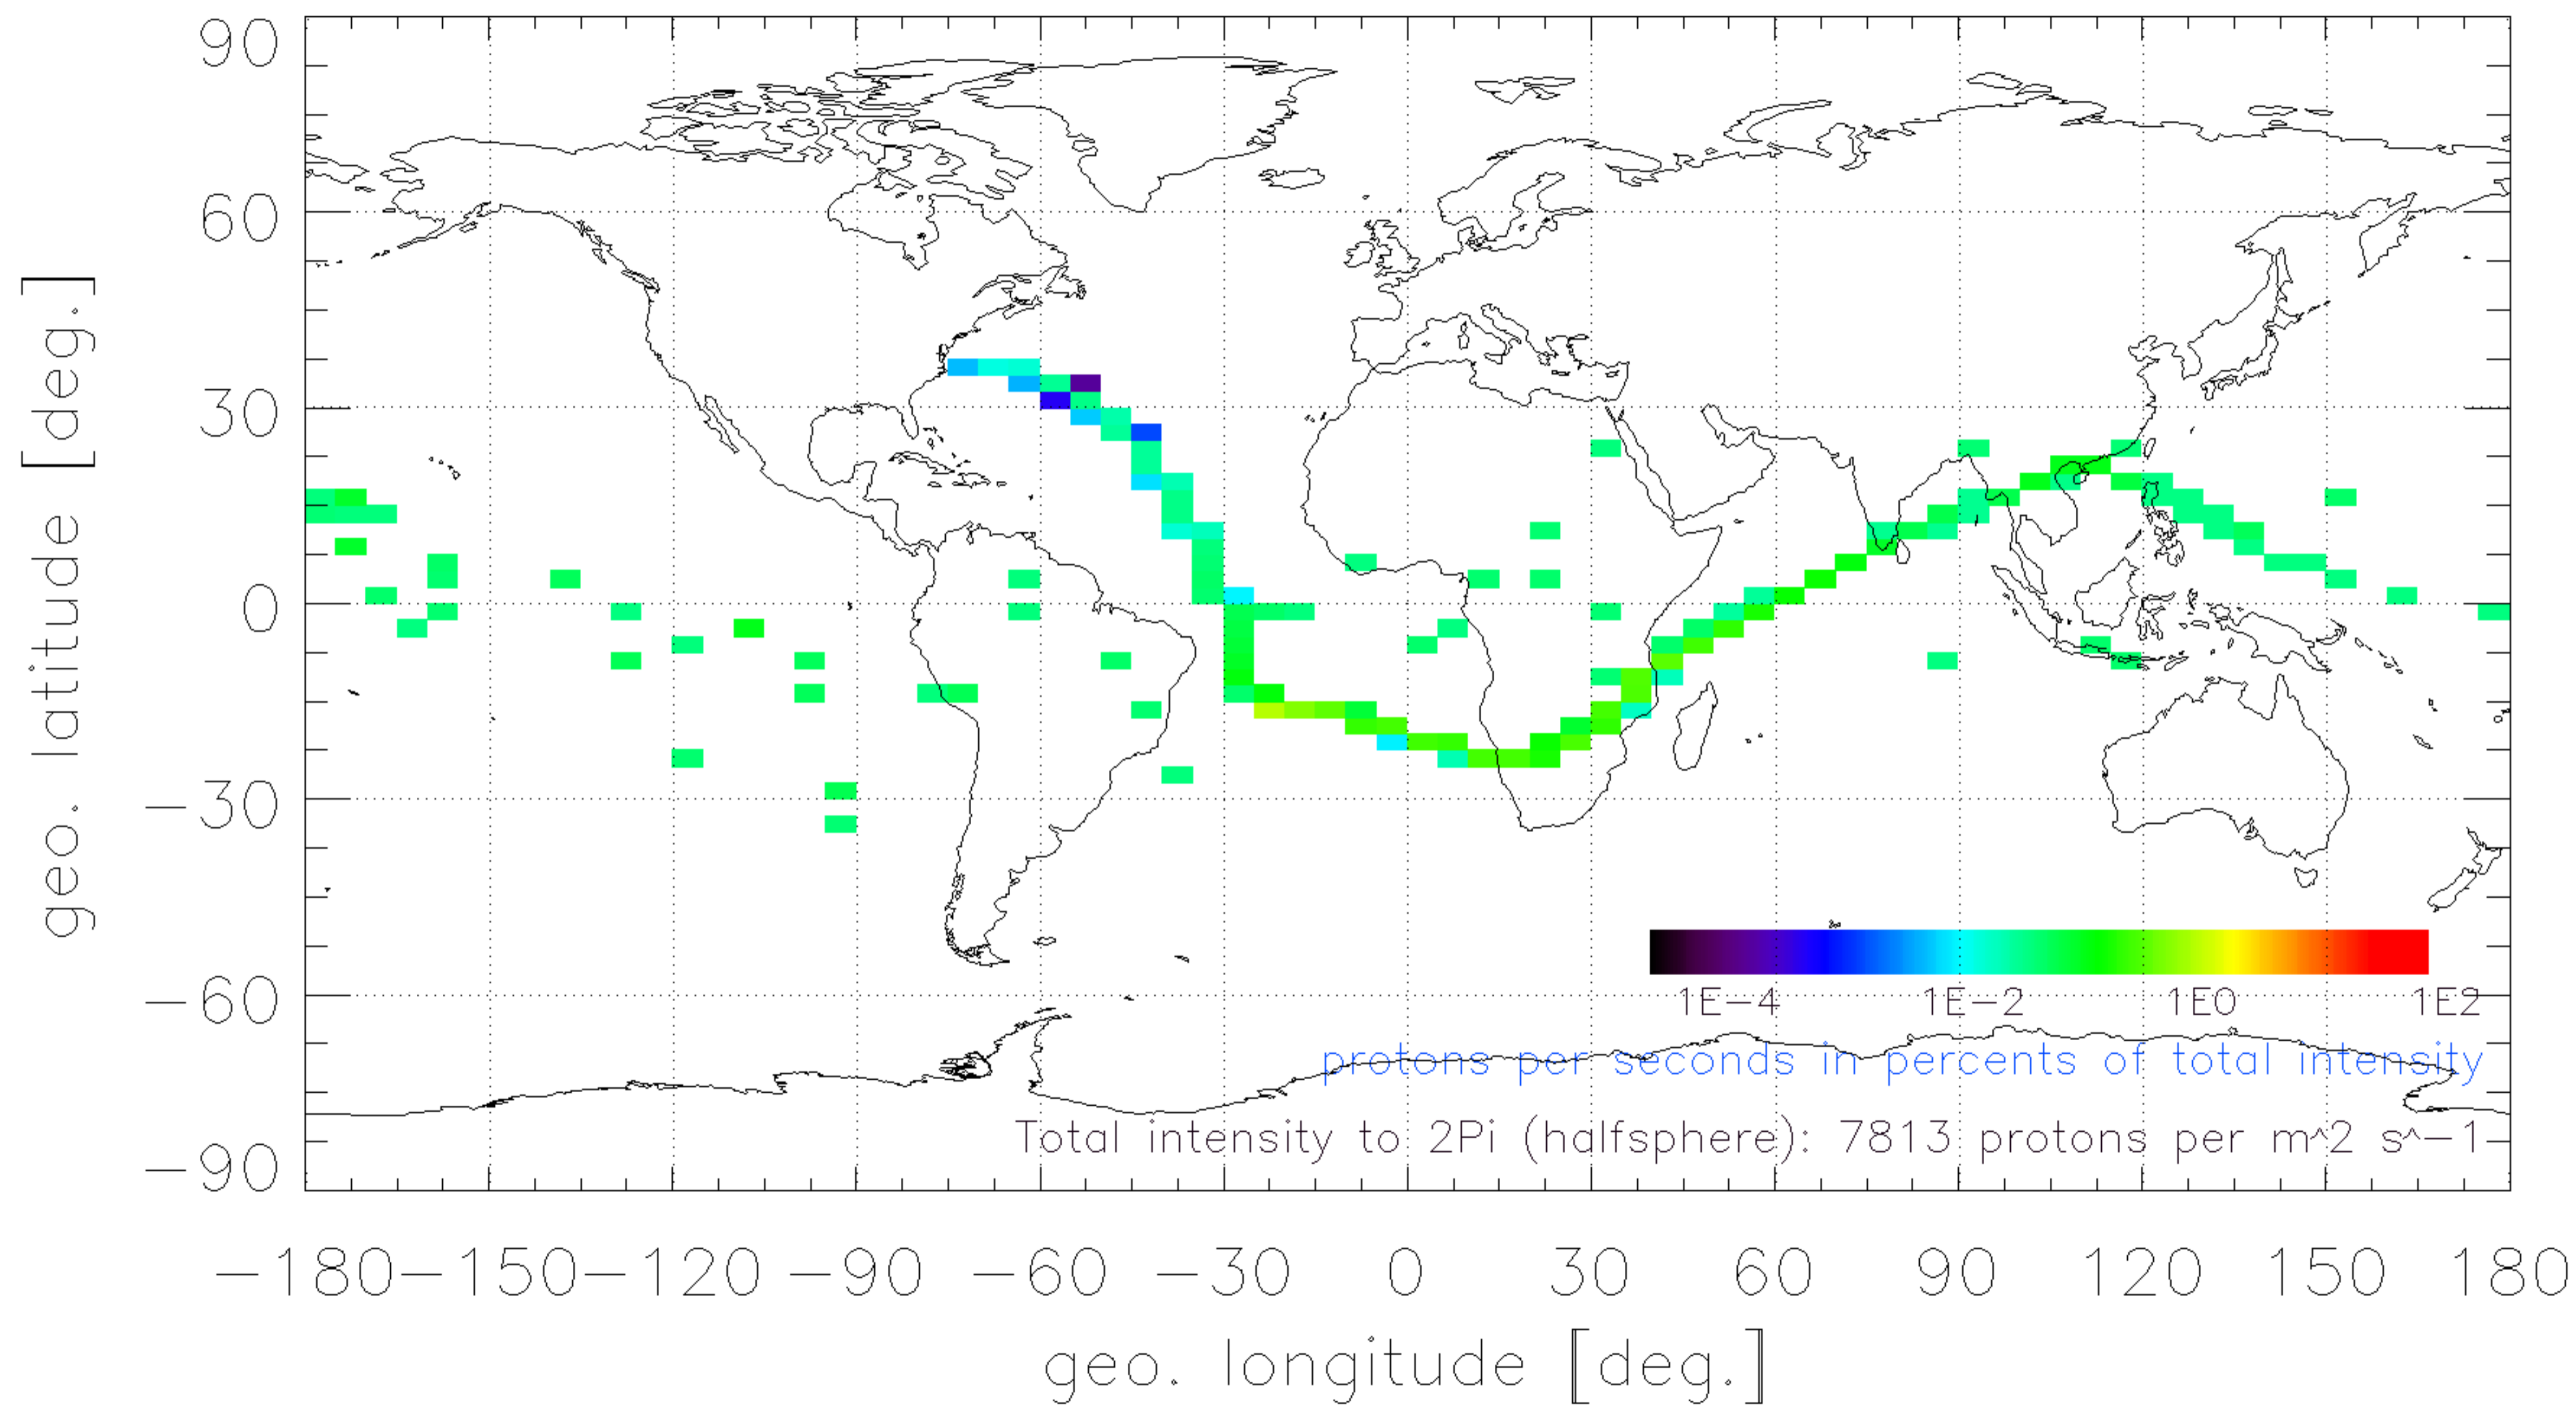 90
60
30
0
−30
−60
−90
geo. latitude [deg.]
1E−4 1E−2 1E0 1E2
protons per seconds in percents of total intensity
Total intensity to 2Pi (halfsphere): 7813 protons per m^2 s^−1
−180 −150 −120 −90 −60 −30 0 30 60 90 120 150 180
geo. longitude [deg.]